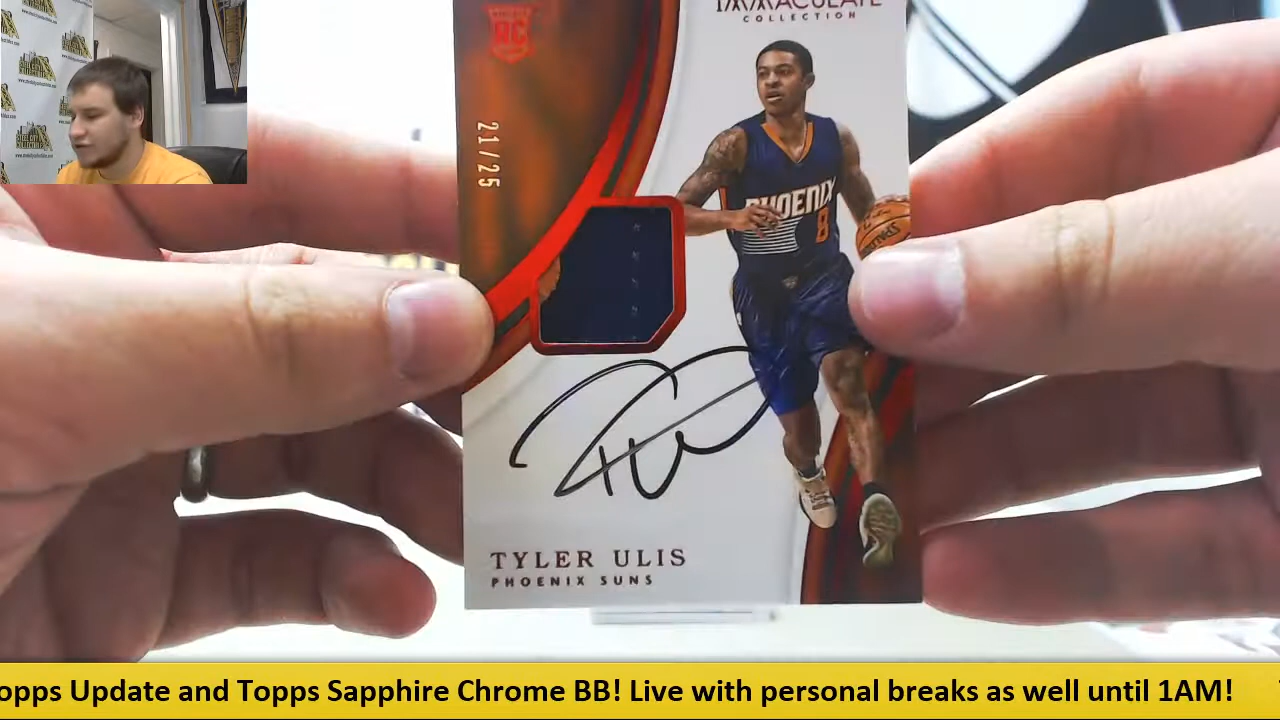 IMMACULATE
COLLECTION
RC
21/25
PHOENIX
8
SPALDING
TYLER ULIS
PHOENIX SUNS
opps Update and Topps Sapphire Chrome BB! Live with personal breaks as well until 1AM!